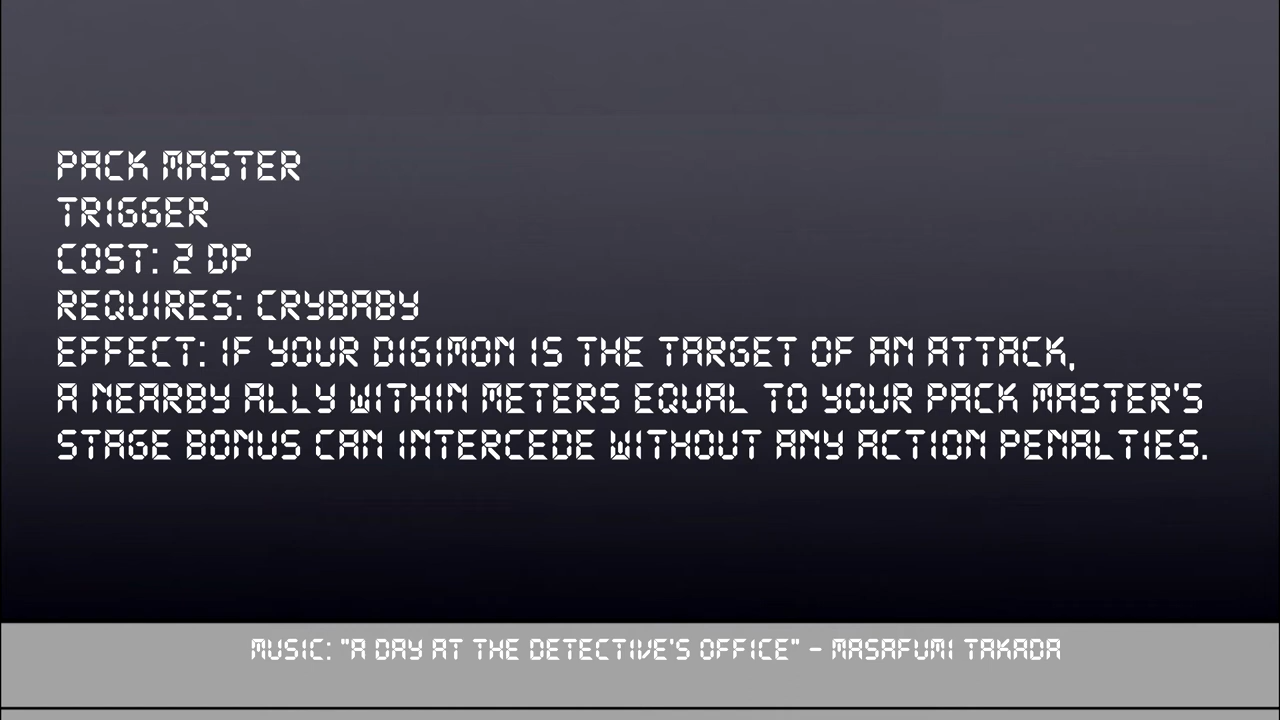 PACK MASTER
TRIGGER
COST: 2 DP
REQUIRES: CRYBABY
EFFECT: IF YOUR DIGIMON IS THE TARGET OF AN ATTACK,
A NEARBY ALLY WITHIN METERS EQUAL TO YOUR PACK MASTER'S
STAGE BONUS CAN INTERCEDE WITHOUT ANY ACTION PENALTIES.
MUSIC: "A DAY AT THE DETECTIVE'S OFFICE" - MASAFUMI TAKADA